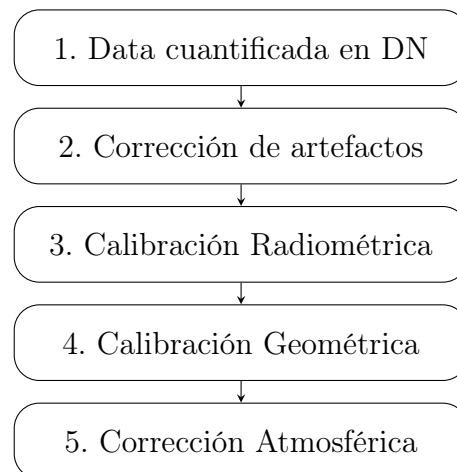 1. Data cuantificada en DN
2. Corrección de artefactos
3. Calibración Radiométrica
4. Calibración Geométrica
5. Corrección Atmosférica